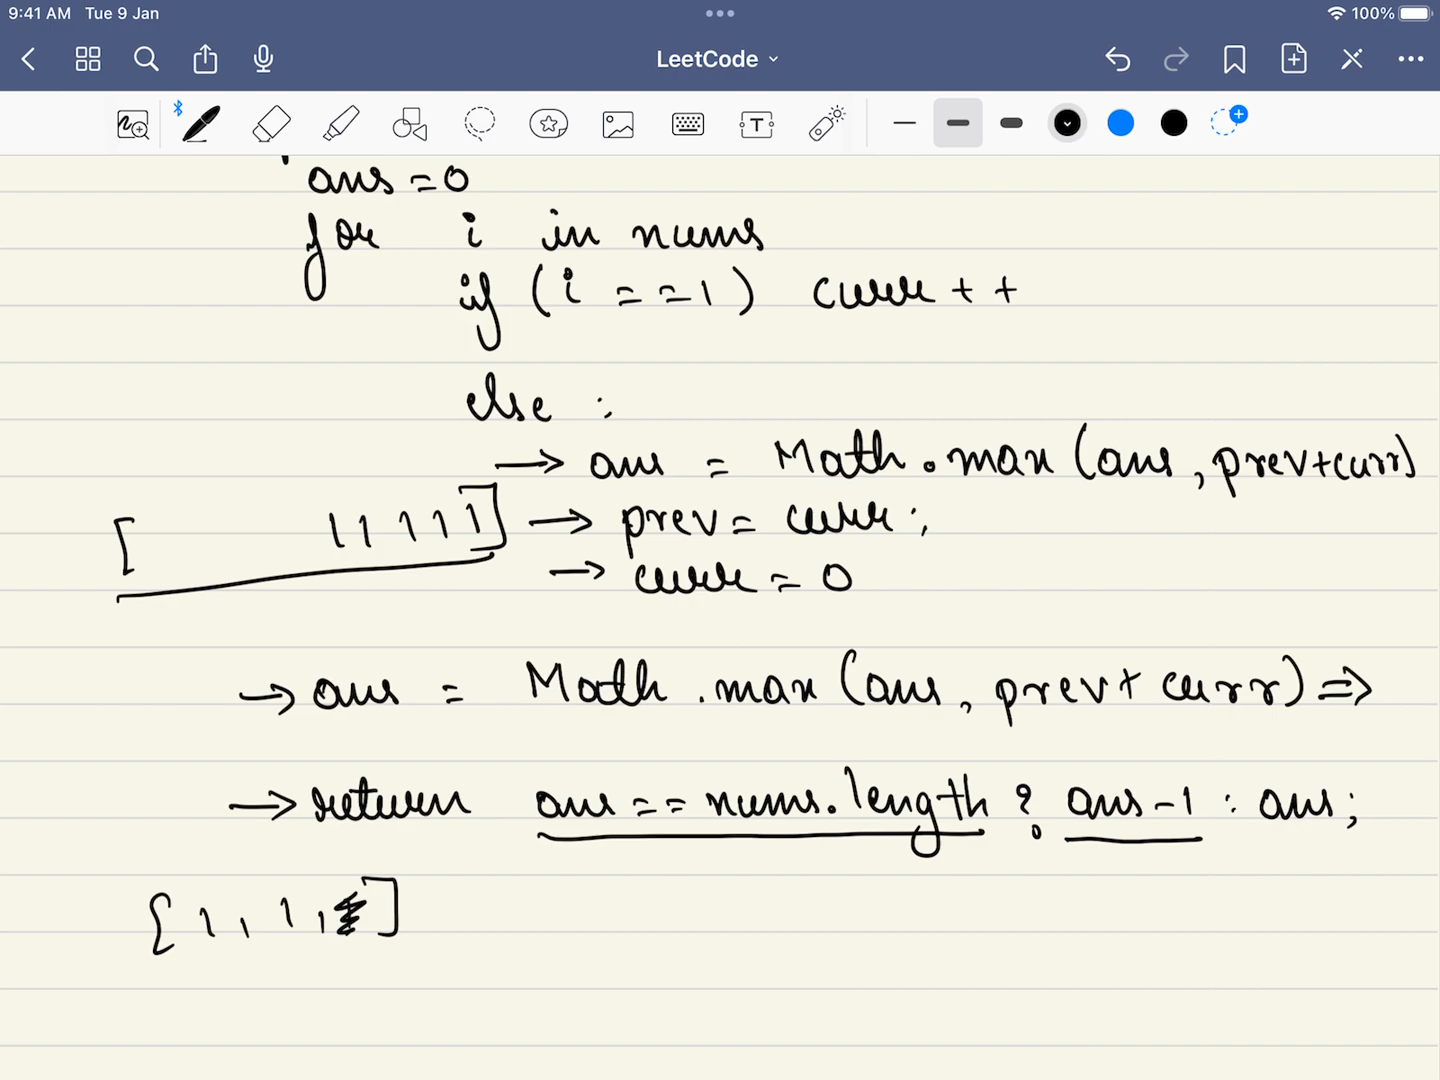 9:41 AM Tue 9 Jan 100%
LeetCode
T
ans = 0
for i in nums
if (i == 1) curr ++
else :
→ ans = Math.max (ans, prev+curr)
[ 1 1 1 1 1 ] → prev = curr;
→ curr = 0
→ ans = Math.max (ans, prev + curr) ⇒
→ return ans == nums.length ? ans - 1 : ans;
[ 1, 1, ]